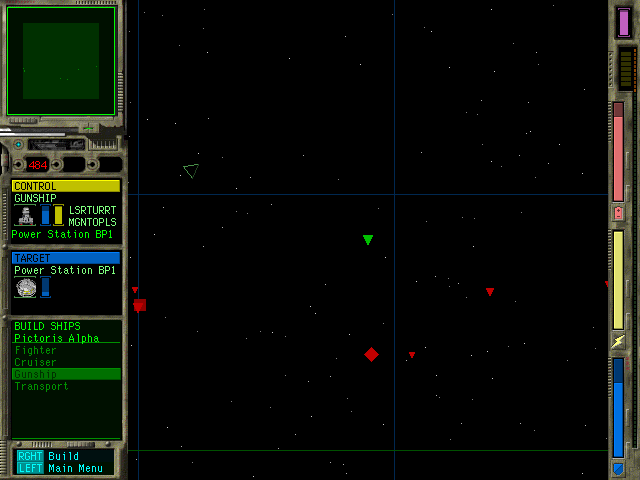 484
CONTROL
GUNSHIP
LSRTURRT
MGNTOPLS
Power Station BP1
TARGET
Power Station BP1
BUILD SHIPS
Pictoris Alpha
Fighter
Cruiser
Gunship
Transport
RGHT Build
LEFT Main Menu